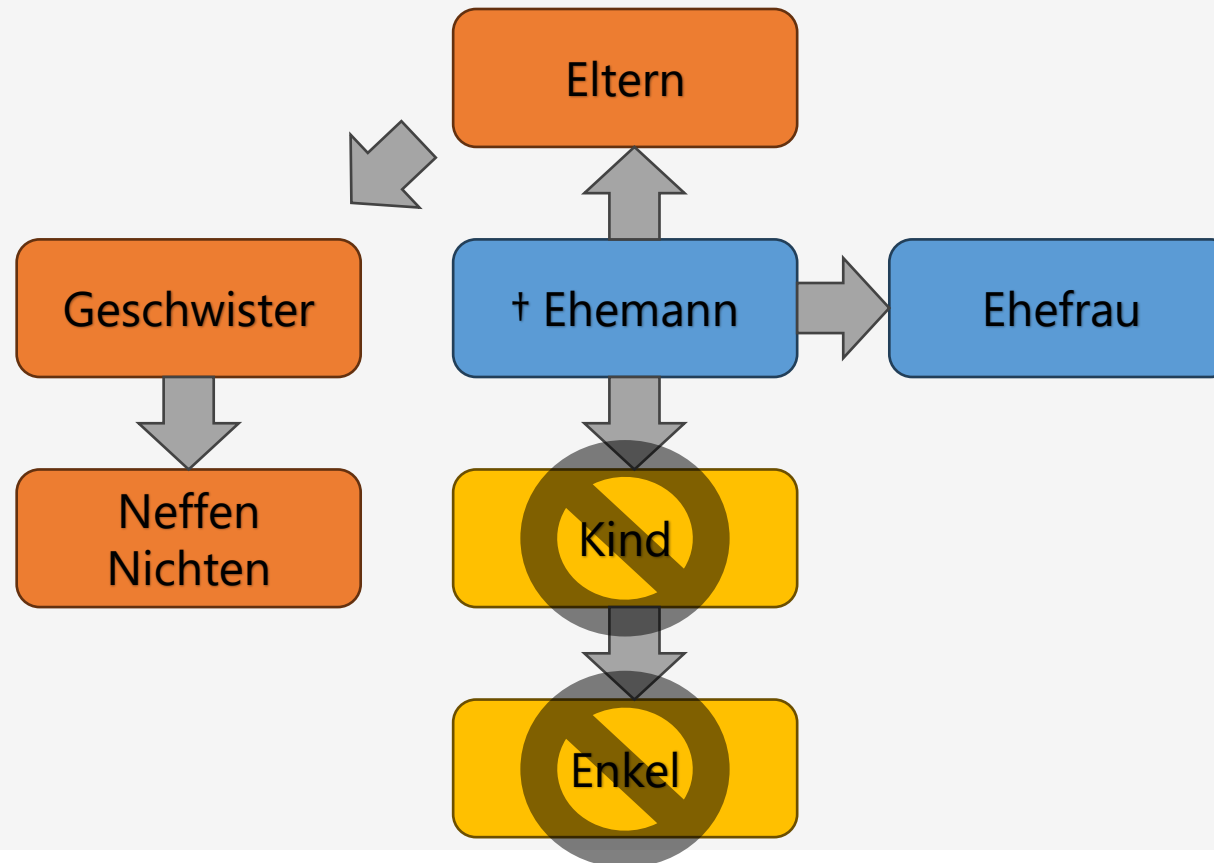 Eltern
Geschwister
† Ehemann
Ehefrau
Neffen
Nichten
Kind
Enkel